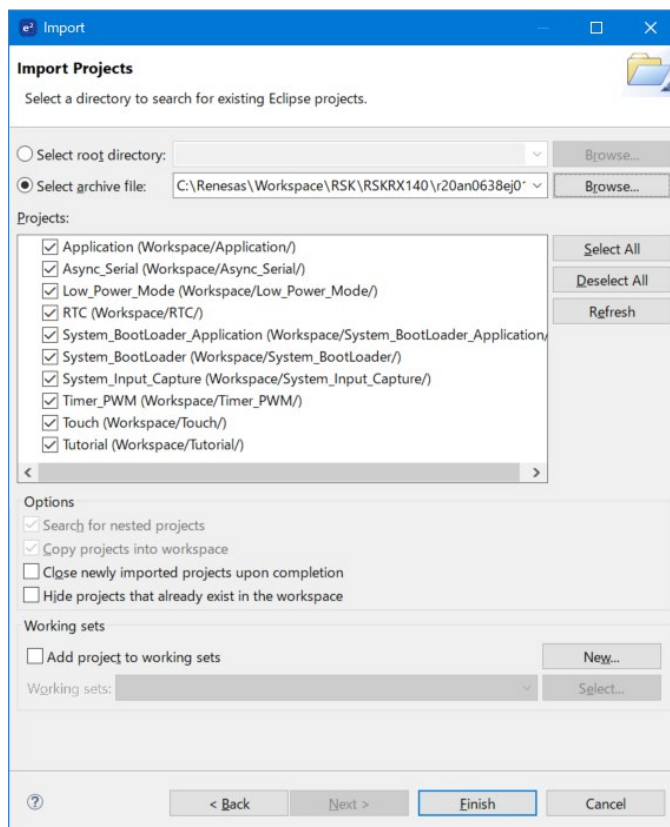 e² Import
Import Projects
Select a directory to search for existing Eclipse projects.
Select root directory:
Browse...
Select archive file:
C:\Renesas\Workspace\RSK\RSKRX140\r20an0638ej01
Browse...
Projects:
Application (Workspace/Application/)
Async_Serial (Workspace/Async_Serial/)
Low_Power_Mode (Workspace/Low_Power_Mode/)
RTC (Workspace/RTC/)
System_BootLoader_Application (Workspace/System_BootLoader_Application/
System_BootLoader (Workspace/System_BootLoader/)
System_Input_Capture (Workspace/System_Input_Capture/)
Timer_PWM (Workspace/Timer_PWM/)
Touch (Workspace/Touch/)
Tutorial (Workspace/Tutorial/)
Select All
Deselect All
Refresh
Options
Search for nested projects
Copy projects into workspace
Close newly imported projects upon completion
Hide projects that already exist in the workspace
Working sets
Add project to working sets
New...
Working sets:
Select...
?
< Back
Next >
Finish
Cancel